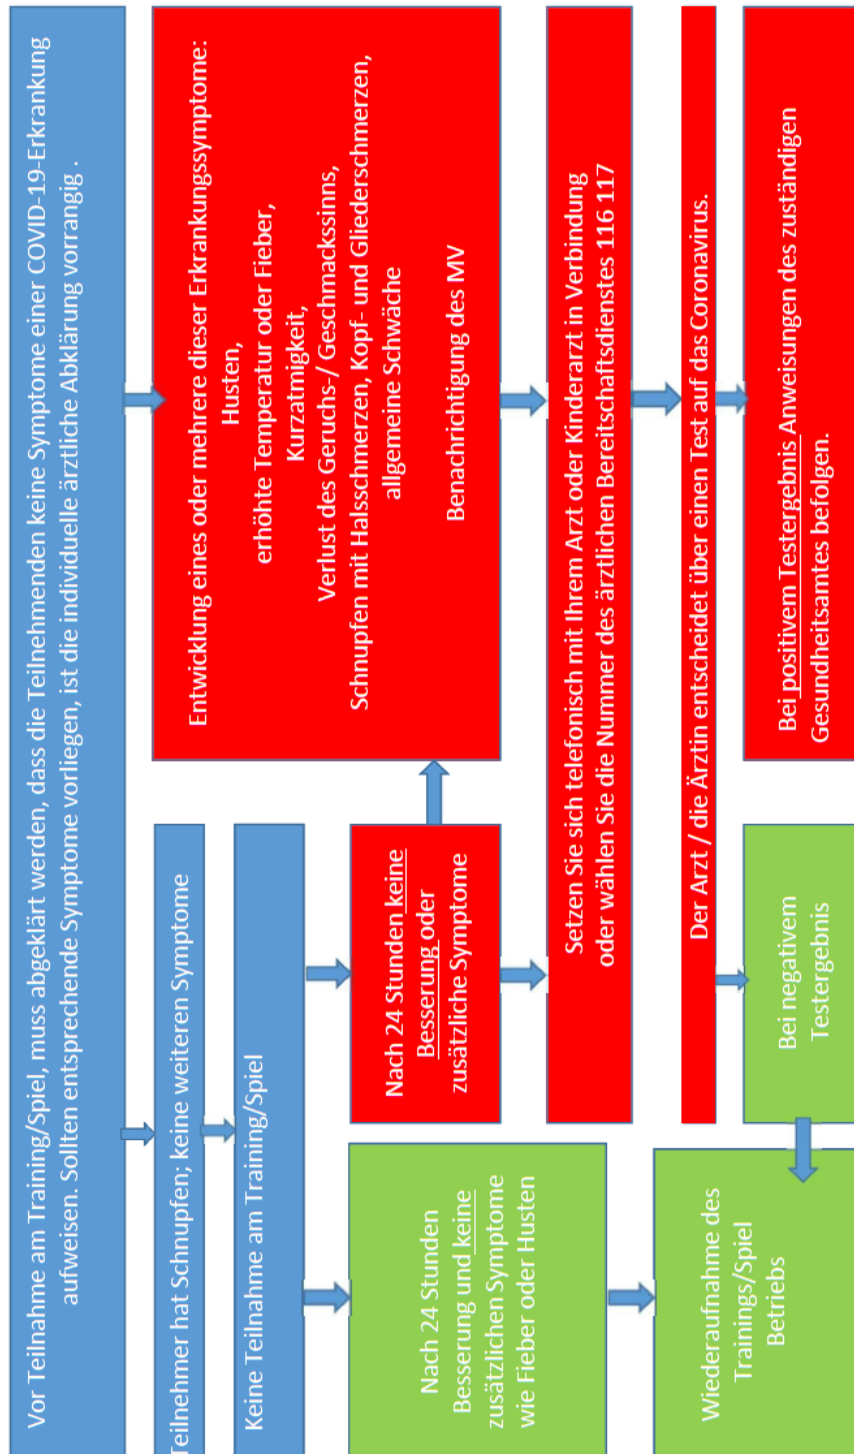 Vor Teilnahme am Training/Spiel, muss abgeklärt werden, dass die Teilnehmenden keine Symptome einer COVID-19-Erkrankung
aufweisen. Sollten entsprechende Symptome vorliegen, ist die individuelle ärztliche Abklärung vorrangig .
Teilnehmer hat Schnupfen; keine weiteren Symptome
Keine Teilnahme am Training/Spiel
Nach 24 Stunden
Besserung und keine
zusätzlichen Symptome
wie Fieber oder Husten
Nach 24 Stunden keine
Besserung oder
zusätzliche Symptome
Entwicklung eines oder mehrere dieser Erkrankungssymptome:
Husten,
erhöhte Temperatur oder Fieber,
Kurzatmigkeit,
Verlust des Geruchs-/ Geschmackssinns,
Schnupfen mit Halsschmerzen, Kopf- und Gliederschmerzen,
allgemeine Schwäche
Benachrichtigung des MV
Setzen Sie sich telefonisch mit Ihrem Arzt oder Kinderarzt in Verbindung
oder wählen Sie die Nummer des ärztlichen Bereitschaftsdienstes 116 117
Der Arzt / die Ärztin entscheidet über einen Test auf das Coronavirus.
Wiederaufnahme des
Trainings/Spiel
Betriebs
Bei negativem
Testergebnis
Bei positivem Testergebnis Anweisungen des zuständigen
Gesundheitsamtes befolgen.